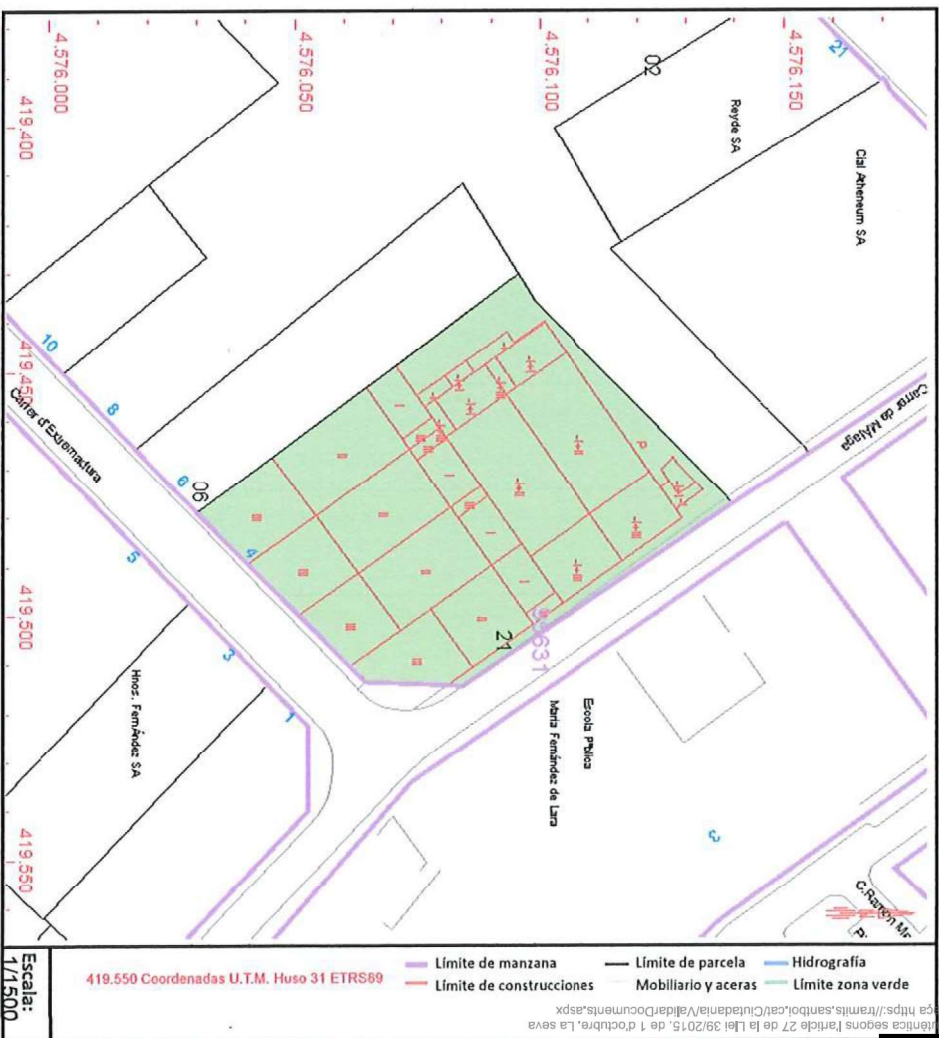 4.576.000
4.576.050
4.576.100
4.576.150
419.400
419.450
419.500
419.550
21
02
Reyde SA
Cial Atheneum SA
10
8
6
06
4
5
3
1
Carrer d'Extremadura
Carrer de Màlaga
P
21
Escola Pública
Maria Fernández de Lara
Hnos. Fernández SA
3
Escala:
1/1500
419.550 Coordenadas U.T.M. Huso 31 ETRS89
Límite de manzana
Límite de parcela
Hidrografía
Límite de construcciones
Mobiliario y aceras
Límite zona verde
autèntica segons l'article 27 de la Llei 39/2015, de 1 d'octubre. La seva
https://tramits.santboi.cat/Ciutadania/ValidarDocuments.aspx